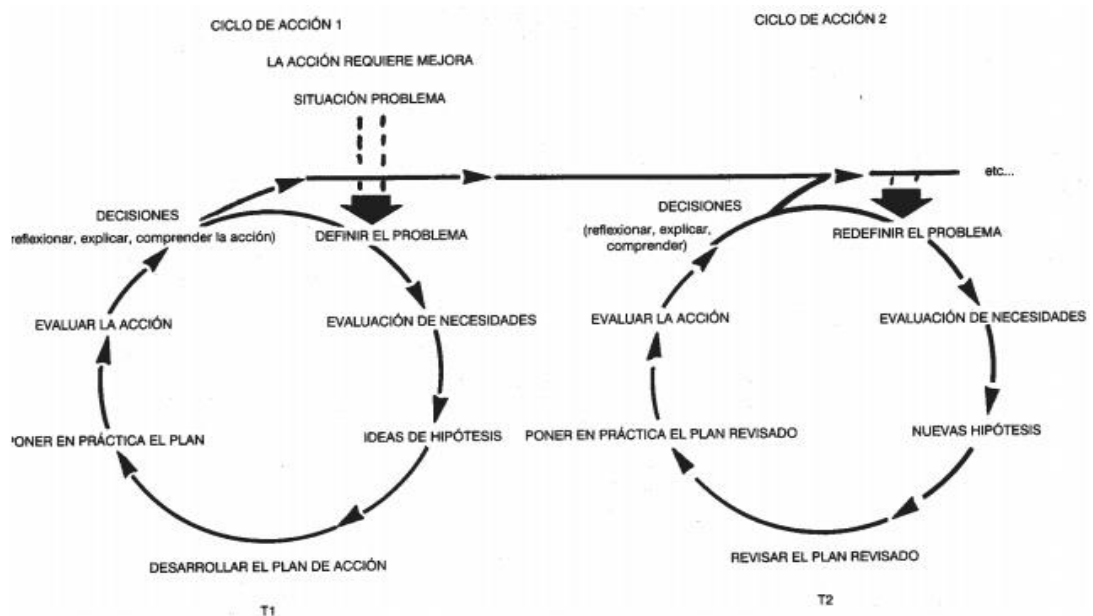 CICLO DE ACCIÓN 1
LA ACCIÓN REQUIERE MEJORA
SITUACIÓN PROBLEMA
DECISIONES
reflexionar, explicar, comprender la acción)
DEFINIR EL PROBLEMA
EVALUAR LA ACCIÓN
EVALUACIÓN DE NECESIDADES
PONER EN PRÁCTICA EL PLAN
IDEAS DE HIPÓTESIS
DESARROLLAR EL PLAN DE ACCIÓN
T1
CICLO DE ACCIÓN 2
etc...
DECISIONES
(reflexionar, explicar,
comprender)
REDEFINIR EL PROBLEMA
EVALUAR LA ACCIÓN
EVALUACIÓN DE NECESIDADES
PONER EN PRÁCTICA EL PLAN REVISADO
NUEVAS HIPÓTESIS
REVISAR EL PLAN REVISADO
T2